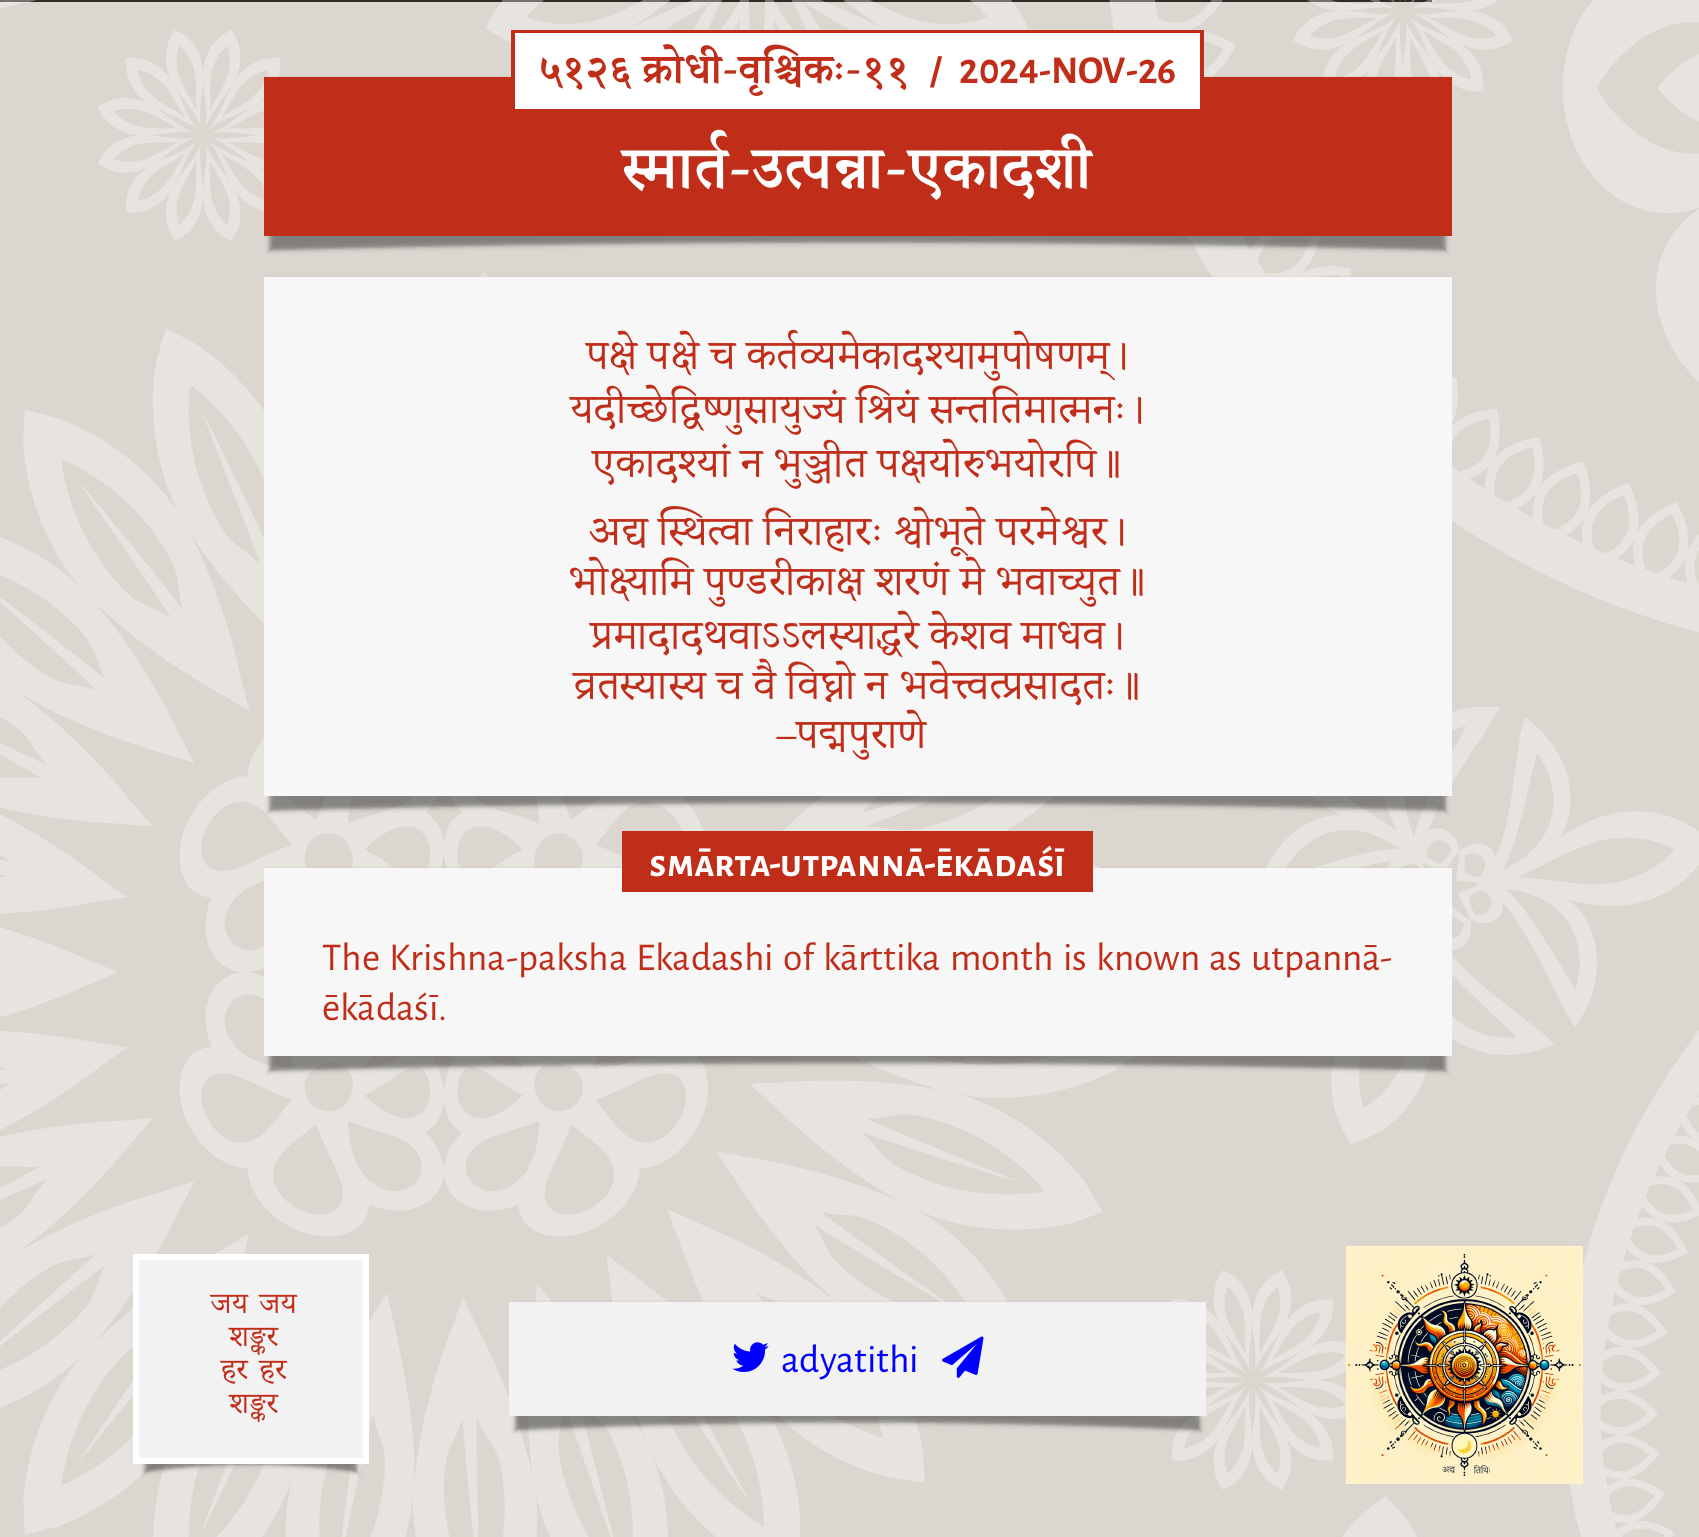 ५१२६ क्रोधी-वृश्चिकः-११ / 2024-NOV-26
स्मार्त-उत्पन्ना-एकादशी
पक्षे पक्षे च कर्तव्यमेकादश्यामुपोषणम्।
यदीच्छेद्विष्णुसायुज्यं श्रियं सन्ततिमात्मनः।
एकादश्यां न भुञ्जीत पक्षयोरुभयोरपि॥
अद्य स्थित्वा निराहारः श्वोभूते परमेश्वर।
भोक्ष्यामि पुण्डरीकाक्ष शरणं मे भवाच्युत॥
प्रमादादथवाऽऽलस्याद्धरे केशव माधव।
व्रतस्यास्य च वै विघ्नो न भवेत्त्वत्प्रसादतः॥
–पद्मपुराणे
SMĀRTA-UTPANNĀ-ĒKĀDAŚĪ
The Krishna-paksha Ekadashi of kārttika month is known as utpannā-
ēkādaśī.
जय जय
शङ्कर
हर हर
शङ्कर
adyatithi
अद्य तिथिः